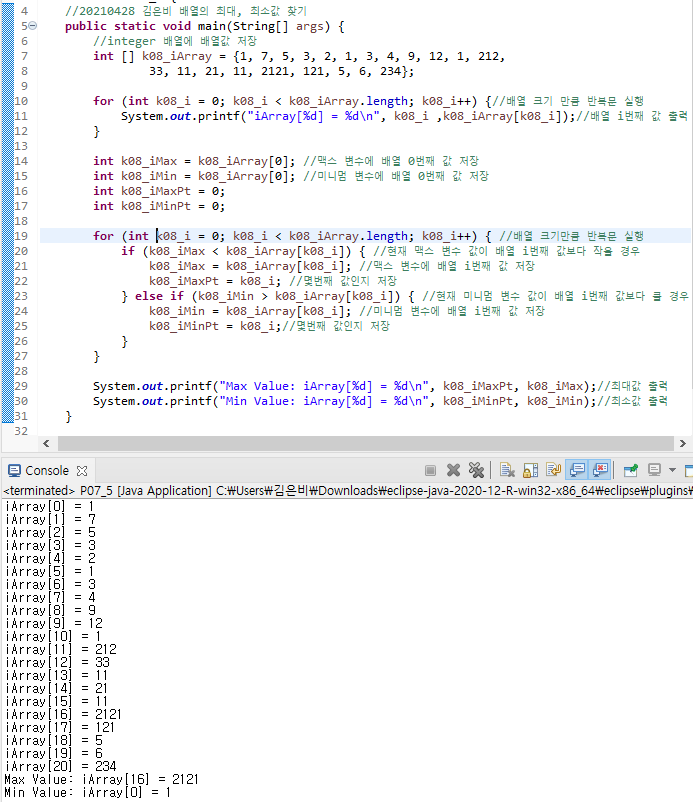 4 //20210428 김은비 배열의 최대, 최소값 찾기
5 public static void main(String[] args) {
6 //integer 배열에 배열값 저장
7 int [] k08_iArray = {1, 7, 5, 3, 2, 1, 3, 4, 9, 12, 1, 212,
8 33, 11, 21, 11, 2121, 121, 5, 6, 234};
9
10 for (int k08_i = 0; k08_i < k08_iArray.length; k08_i++) {//배열 크기 만큼 반복문 실행
11 System.out.printf("iArray[%d] = %d\n", k08_i ,k08_iArray[k08_i]);//배열 i번째 값 출력
12 }
13
14 int k08_iMax = k08_iArray[0]; //맥스 변수에 배열 0번째 값 저장
15 int k08_iMin = k08_iArray[0]; //미니멈 변수에 배열 0번째 값 저장
16 int k08_iMaxPt = 0;
17 int k08_iMinPt = 0;
18
19 for (int k08_i = 0; k08_i < k08_iArray.length; k08_i++) { //배열 크기만큼 반복문 실행
20 if (k08_iMax < k08_iArray[k08_i]) { //현재 맥스 변수 값이 배열 i번째 값보다 작을 경우
21 k08_iMax = k08_iArray[k08_i]; //맥스 변수에 배열 i번째 값 저장
22 k08_iMaxPt = k08_i; //몇번째 값인지 저장
23 } else if (k08_iMin > k08_iArray[k08_i]) { //현재 미니멈 변수 값이 배열 i번째 값보다 클 경우
24 k08_iMin = k08_iArray[k08_i]; //미니멈 변수에 배열 i번째 값 저장
25 k08_iMinPt = k08_i;//몇번째 값인지 저장
26 }
27 }
28
29 System.out.printf("Max Value: iArray[%d] = %d\n", k08_iMaxPt, k08_iMax);//최대값 출력
30 System.out.printf("Min Value: iArray[%d] = %d\n", k08_iMinPt, k08_iMin);//최소값 출력
31 }
32
Console
<terminated> P07_5 [Java Application] C:₩Users₩김은비₩Downloads₩eclipse-java-2020-12-R-win32-x86_64₩eclipse₩plugins₩
iArray[0] = 1
iArray[1] = 7
iArray[2] = 5
iArray[3] = 3
iArray[4] = 2
iArray[5] = 1
iArray[6] = 3
iArray[7] = 4
iArray[8] = 9
iArray[9] = 12
iArray[10] = 1
iArray[11] = 212
iArray[12] = 33
iArray[13] = 11
iArray[14] = 21
iArray[15] = 11
iArray[16] = 2121
iArray[17] = 121
iArray[18] = 5
iArray[19] = 6
iArray[20] = 234
Max Value: iArray[16] = 2121
Min Value: iArray[0] = 1